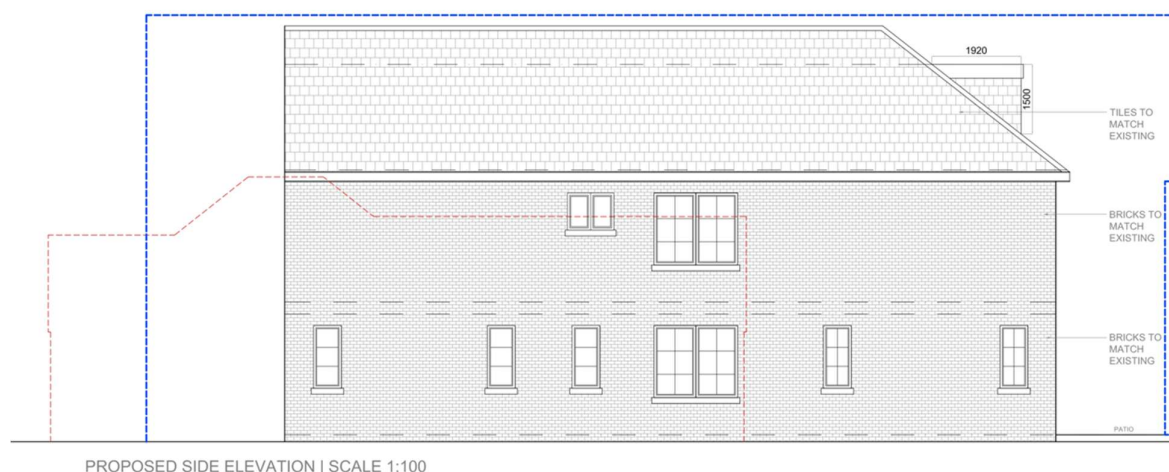 1920
1500
TILES TO
MATCH
EXISTING
BRICKS TO
MATCH
EXISTING
BRICKS TO
MATCH
EXISTING
PATIO
PROPOSED SIDE ELEVATION | SCALE 1:100